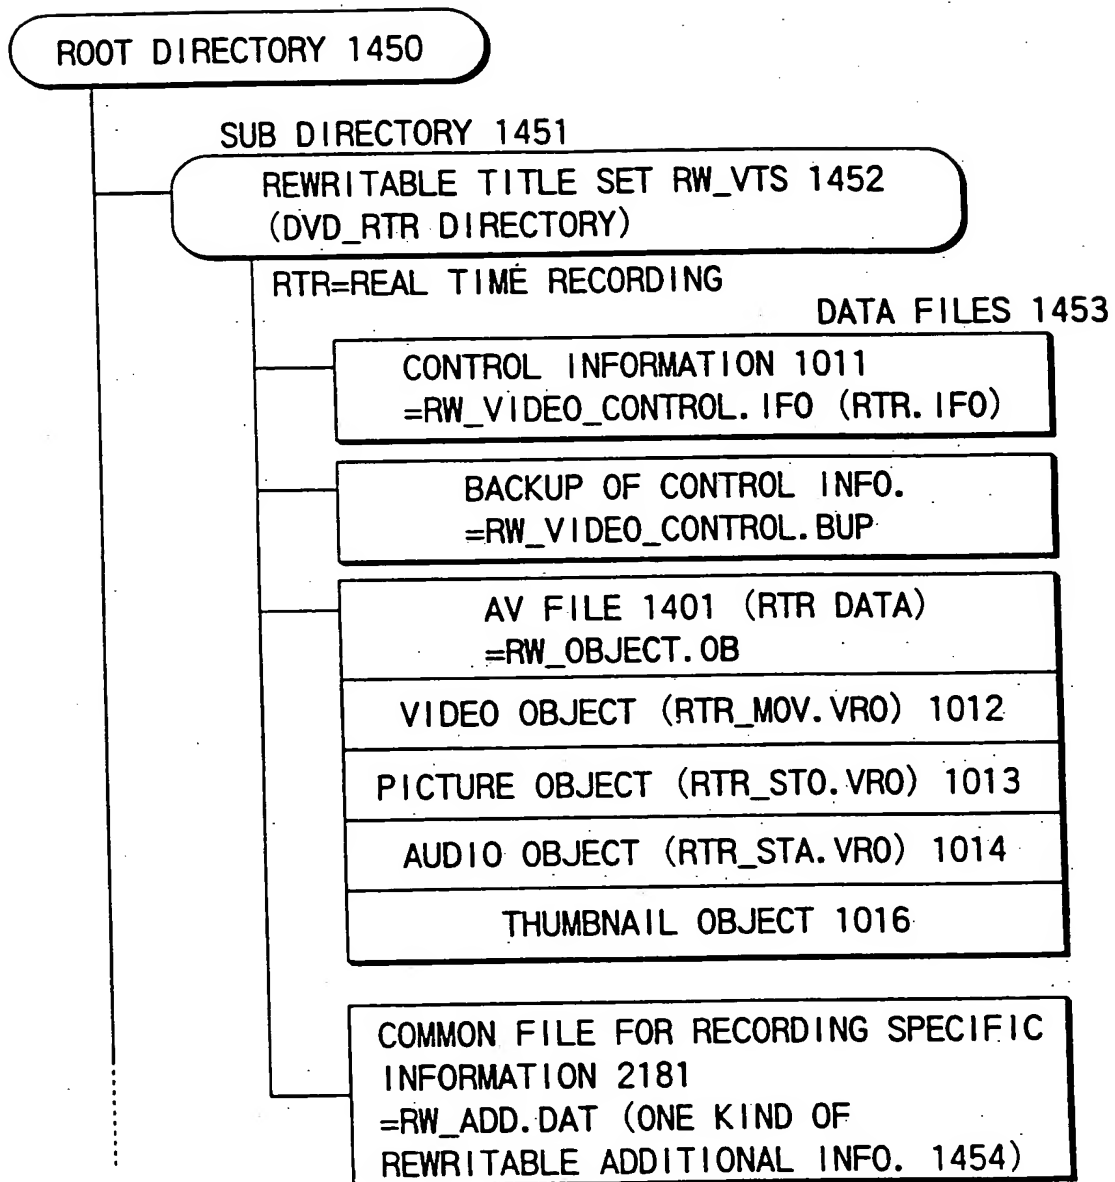 ROOT DIRECTORY 1450
SUB DIRECTORY 1451
REWRITABLE TITLE SET RW_VTS 1452
(DVD_RTR DIRECTORY)
RTR=REAL TIME RECORDING
DATA FILES 1453
CONTROL INFORMATION 1011
=RW_VIDEO_CONTROL.IFO (RTR.IFO)
BACKUP OF CONTROL INFO.
=RW_VIDEO_CONTROL.BUP
AV FILE 1401 (RTR DATA)
=RW_OBJECT.OB
VIDEO OBJECT (RTR_MOV.VRO) 1012
PICTURE OBJECT (RTR_STO.VRO) 1013
AUDIO OBJECT (RTR_STA.VRO) 1014
THUMBNAIL OBJECT 1016
COMMON FILE FOR RECORDING SPECIFIC
INFORMATION 2181
=RW_ADD.DAT (ONE KIND OF
REWRITABLE ADDITIONAL INFO. 1454)